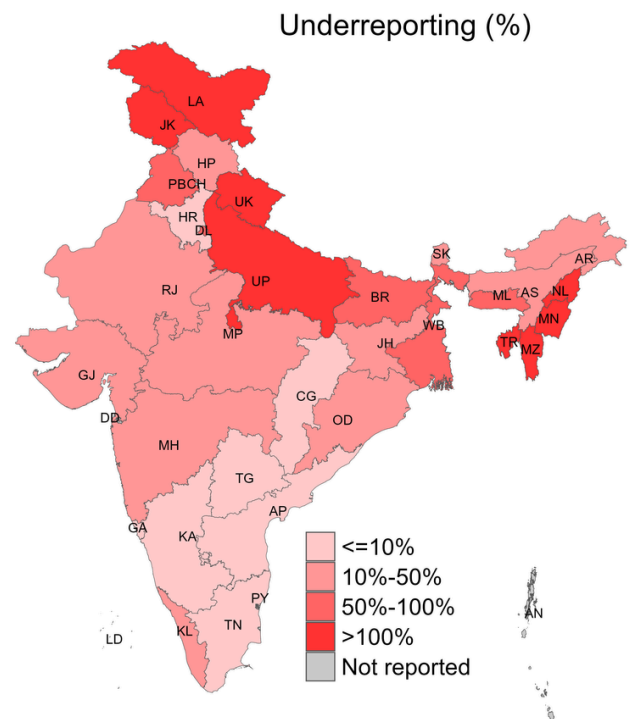 Underreporting (%)
LA
JK
HP
PB
CH
UK
HR
DL
SK
AR
RJ
UP
BR
ML
AS
NL
MN
MP
WB
JH
TR
MZ
GJ
CG
DD
OD
MH
TG
AP
GA
KA
<=10%
10%-50%
PY
50%-100%
AN
TN
KL
LD
>100%
Not reported